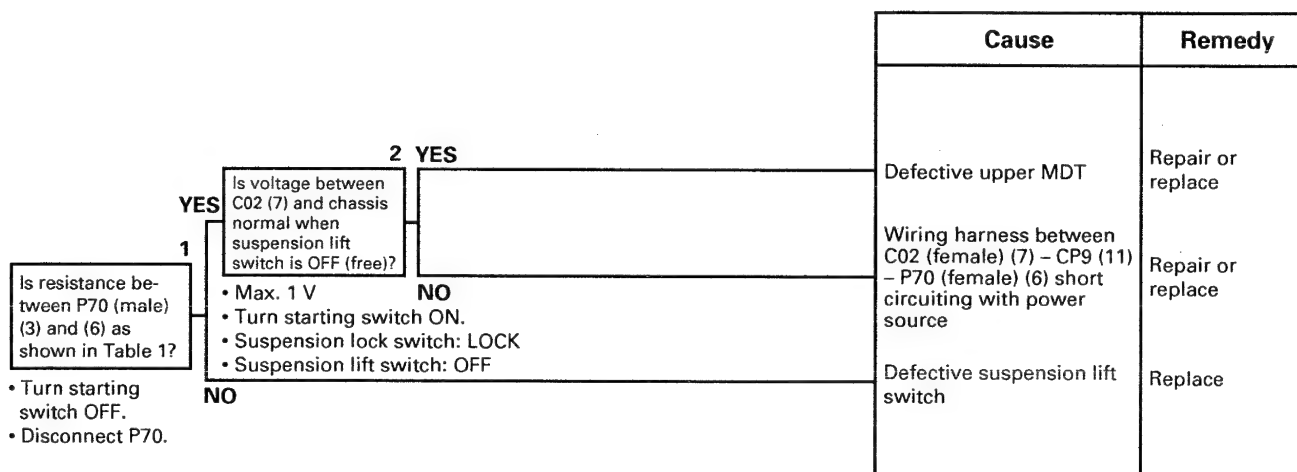 Cause
Remedy
2 YES
Is voltage between
C02 (7) and chassis
normal when
suspension lift
switch is OFF (free)?
Defective upper MDT
Repair or
replace
YES
1
Is resistance be-
tween P70 (male)
(3) and (6) as
shown in Table 1?
• Turn starting
switch OFF.
• Disconnect P70.
NO
• Max. 1 V
• Turn starting switch ON.
• Suspension lock switch: LOCK
• Suspension lift switch: OFF
Wiring harness between
C02 (female) (7) – CP9 (11)
– P70 (female) (6) short
circuiting with power
source
Repair or
replace
NO
Defective suspension lift
switch
Replace